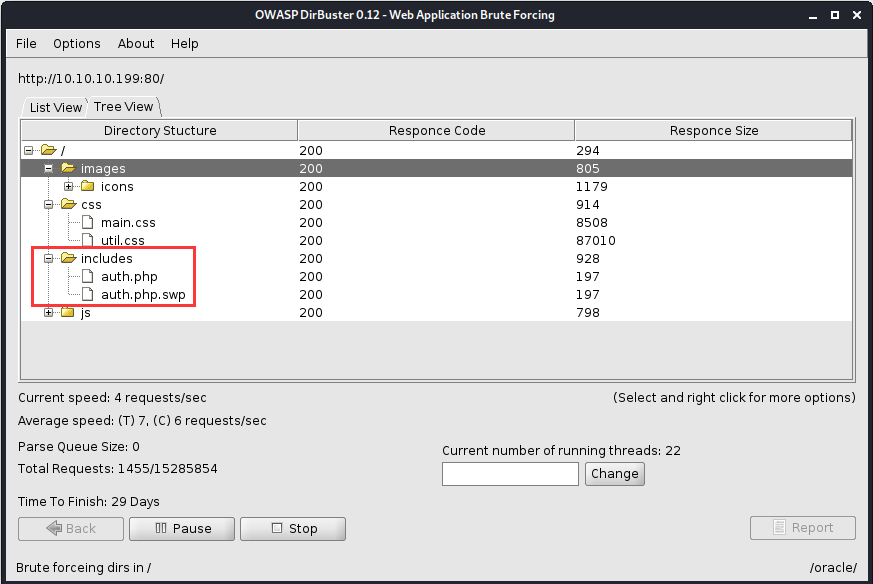 OWASP DirBuster 0.12 - Web Application Brute Forcing
File Options About Help
http://10.10.10.199:80/
List View Tree View
Directory Stucture Responce Code Responce Size
/ 200 294
images 200 805
icons 200 1179
css 200 914
main.css 200 8508
util.css 200 87010
includes 200 928
auth.php 200 197
auth.php.swp 200 197
js 200 798
Current speed: 4 requests/sec (Select and right click for more options)
Average speed: (T) 7, (C) 6 requests/sec
Parse Queue Size: 0
Current number of running threads: 22
Total Requests: 1455/15285854
Change
Time To Finish: 29 Days
Back Pause Stop Report
Brute forceing dirs in / /oracle/